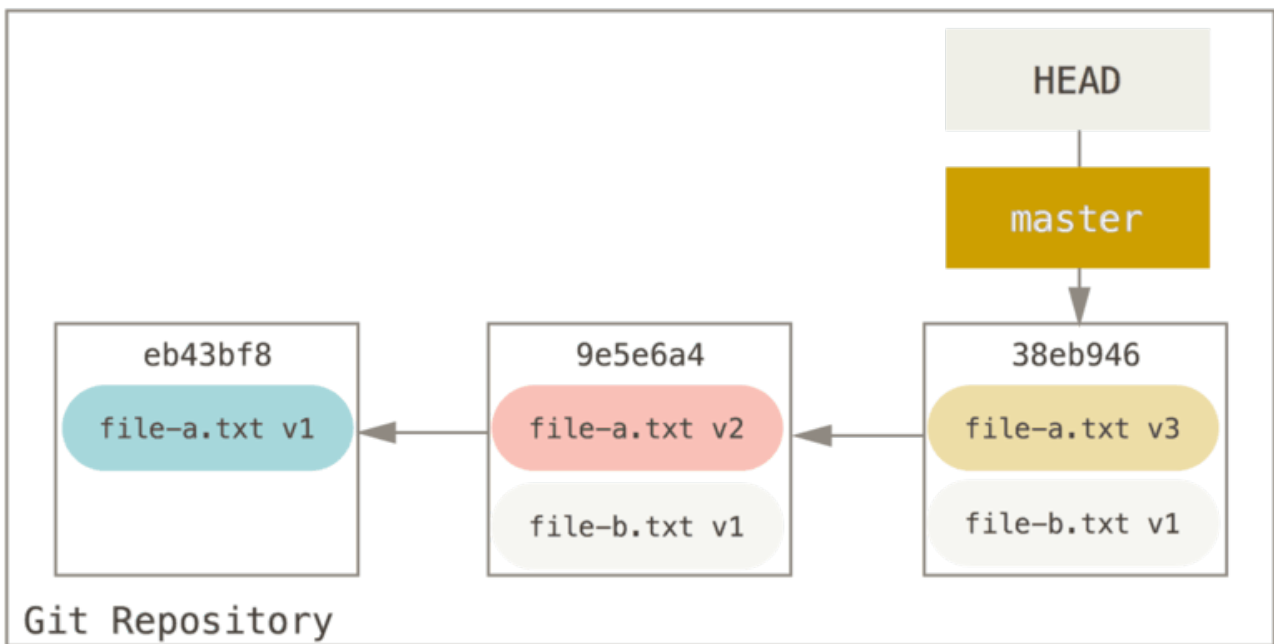 HEAD
master
eb43bf8
file-a.txt v1
9e5e6a4
file-a.txt v2
file-b.txt v1
38eb946
file-a.txt v3
file-b.txt v1
Git Repository